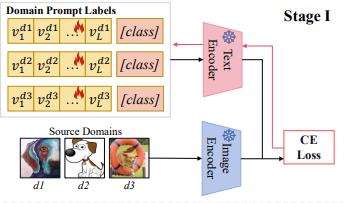 Domain Prompt Labels
Stage I
v_1^{d1} v_2^{d1} ... v_L^{d1} [class]
v_1^{d2} v_2^{d2} ... v_L^{d2} [class]
v_1^{d3} v_2^{d3} ... v_L^{d3} [class]
Text
Encoder
Source Domains
d1 d2 d3
Image
Encoder
CE
Loss